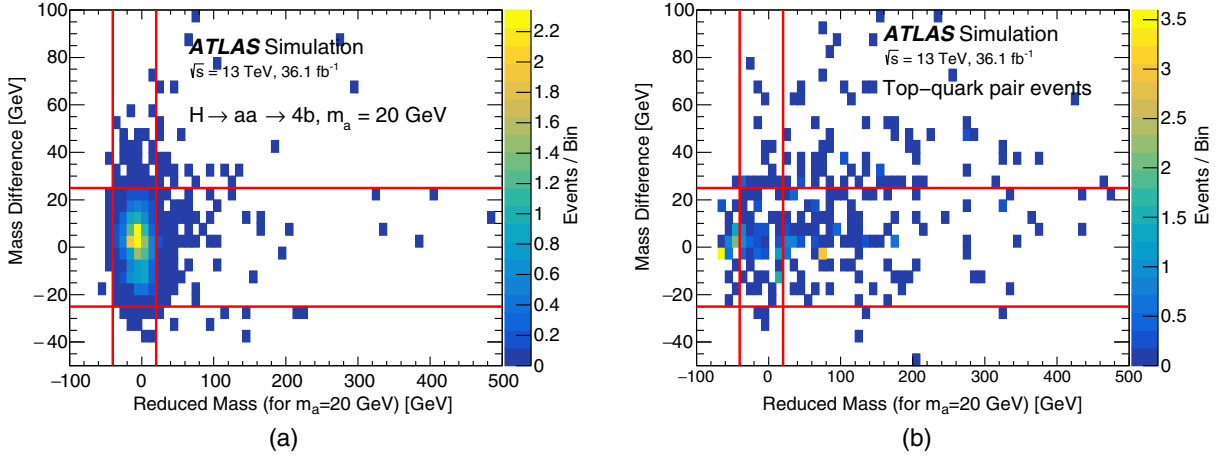 ATLAS Simulation
√s = 13 TeV, 36.1 fb⁻¹
H → aa → 4b, mₐ = 20 GeV
Mass Difference [GeV]
100
80
60
40
20
0
−20
−40
−100 0 100 200 300 400 500
Reduced Mass (for mₐ=20 GeV) [GeV]
Events / Bin
2.2
2
1.8
1.6
1.4
1.2
1
0.8
0.6
0.4
0.2
0
(a)
ATLAS Simulation
√s = 13 TeV, 36.1 fb⁻¹
Top-quark pair events
Mass Difference [GeV]
100
80
60
40
20
0
−20
−40
−100 0 100 200 300 400 500
Reduced Mass (for mₐ=20 GeV) [GeV]
Events / Bin
3.5
3
2.5
2
1.5
1
0.5
0
(b)